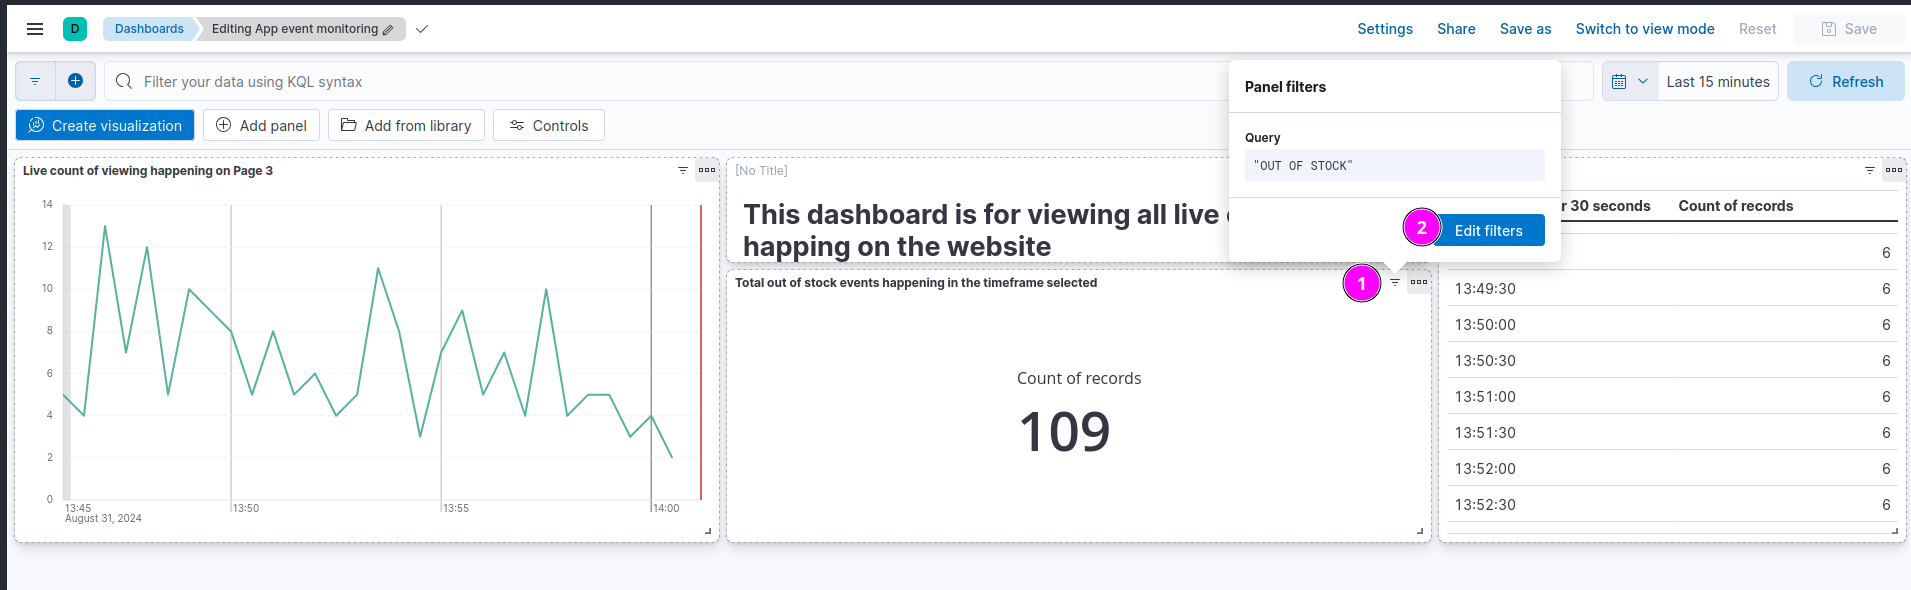 D Dashboards Editing App event monitoring Settings Share Save as Switch to view mode Reset Save
Filter your data using KQL syntax Last 15 minutes Refresh
Create visualization Add panel Add from library Controls
Panel filters
Query
"OUT OF STOCK"
2 Edit filters
Live count of viewing happening on Page 3
14
12
10
8
6
4
2
0
13:45 13:50 13:55 14:00
August 31, 2024
[No Title]
This dashboard is for viewing all live
happing on the website
1
Total out of stock events happening in the timeframe selected
Count of records
109
30 seconds Count of records
6
13:49:30 6
13:50:00 6
13:50:30 6
13:51:00 6
13:51:30 6
13:52:00 6
13:52:30 6